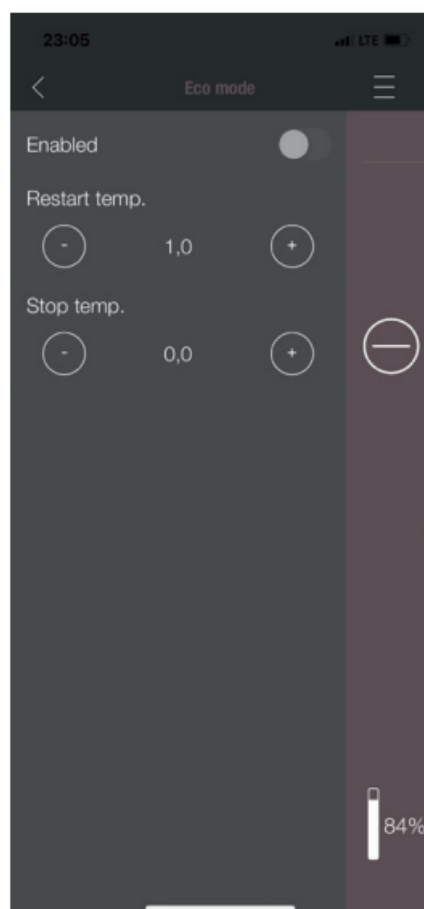 23:05
LTE
Eco mode
Enabled
Restart temp.
- 1,0 +
Stop temp.
- 0,0 +
84%